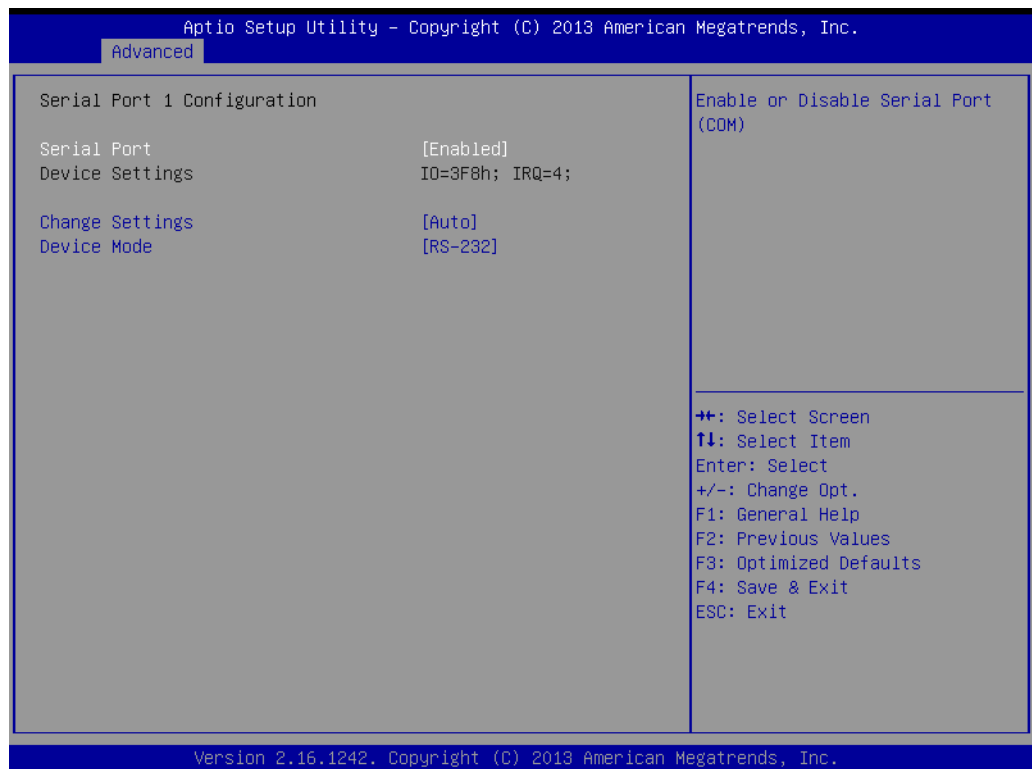 Aptio Setup Utility – Copyright (C) 2013 American Megatrends, Inc.
Advanced
Serial Port 1 Configuration
Serial Port [Enabled]
Device Settings IO=3F8h; IRQ=4;
Change Settings [Auto]
Device Mode [RS-232]
Enable or Disable Serial Port
(COM)
→←: Select Screen
↑↓: Select Item
Enter: Select
+/-: Change Opt.
F1: General Help
F2: Previous Values
F3: Optimized Defaults
F4: Save & Exit
ESC: Exit
Version 2.16.1242. Copyright (C) 2013 American Megatrends, Inc.